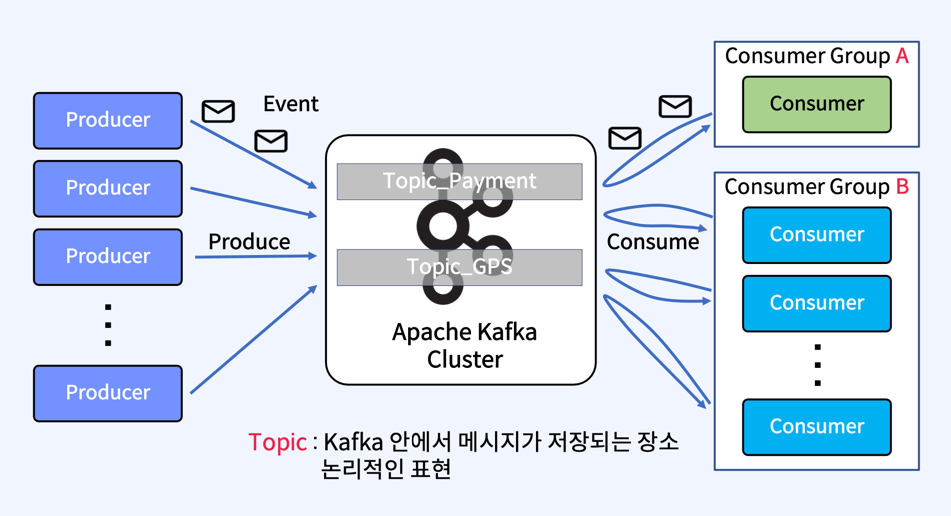 Consumer Group A
Consumer
Producer
Event
Producer
Topic_Payment
Consumer Group B
Producer
Produce
Consume
Consumer
Topic_GPS
Consumer
Apache Kafka
Cluster
Producer
Consumer
Topic : Kafka 안에서 메시지가 저장되는 장소
논리적인 표현